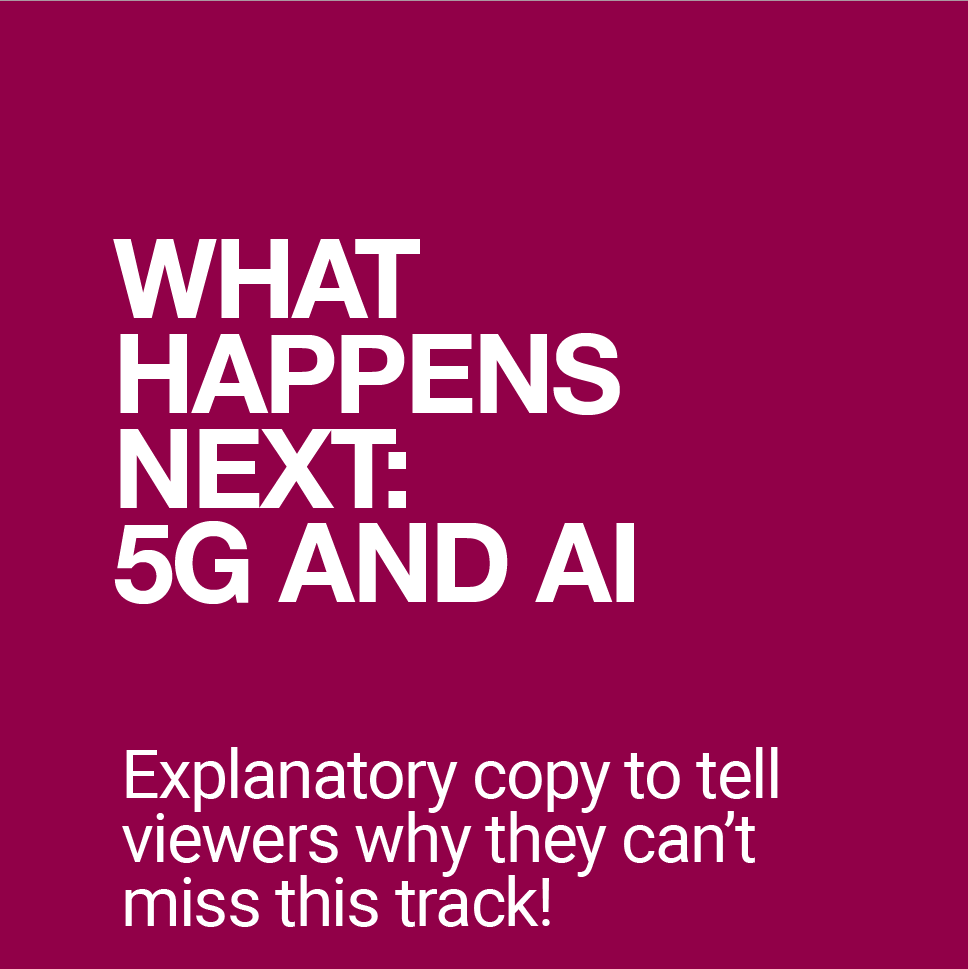 WHAT
HAPPENS
NEXT:
5G AND AI
Explanatory copy to tell
viewers why they can’t
miss this track!